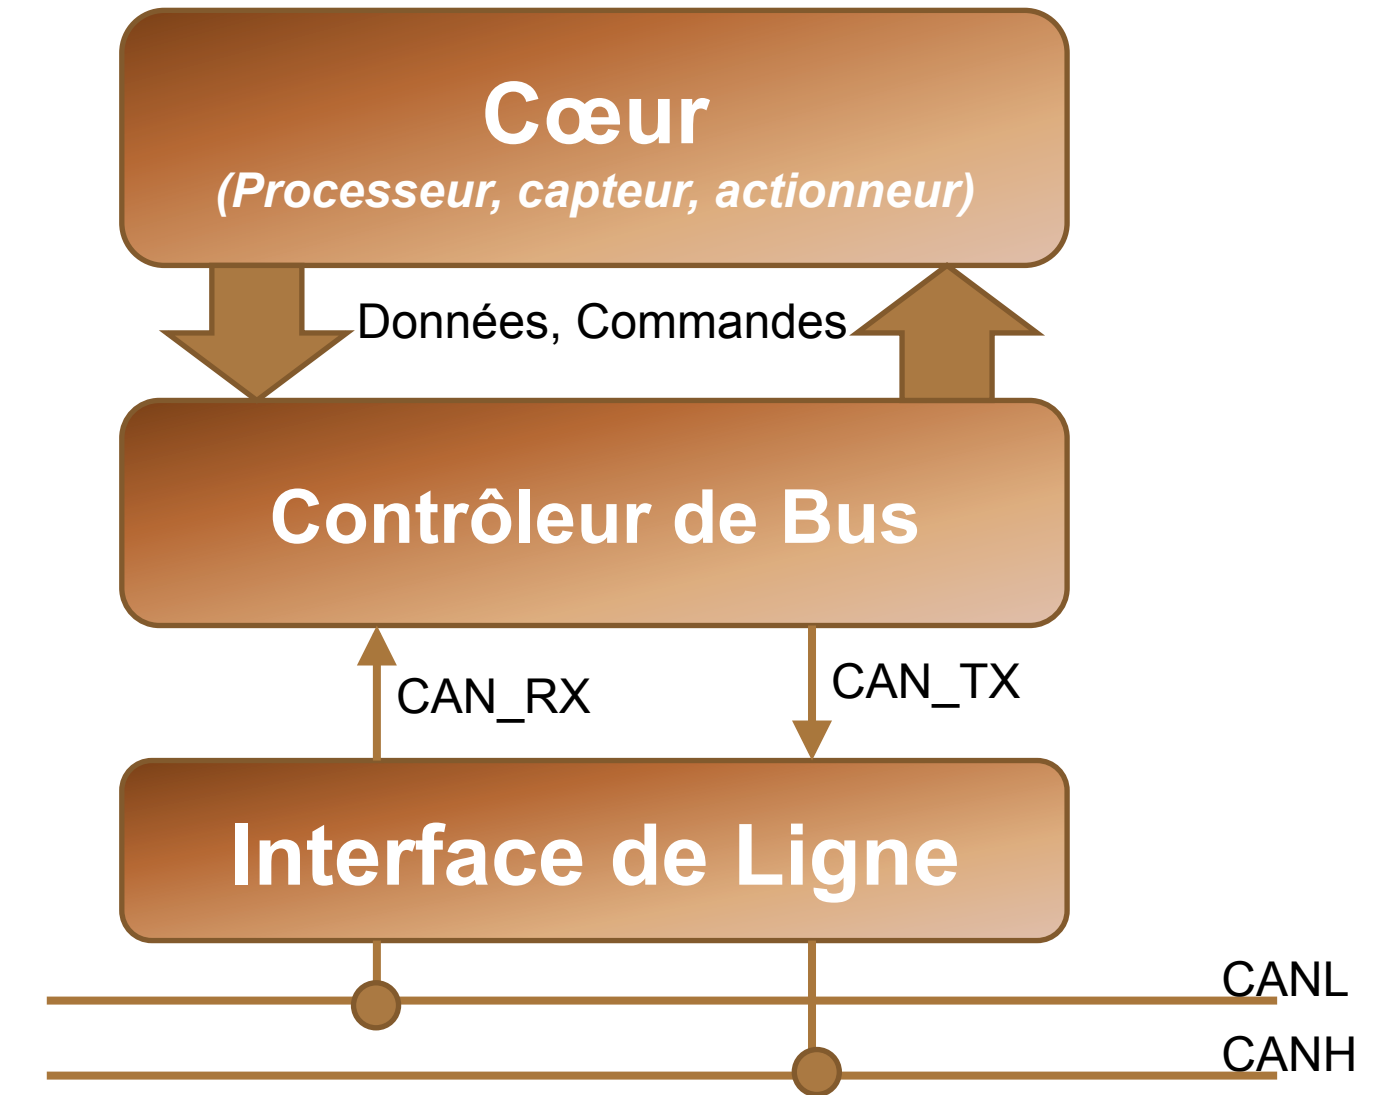 Cœur
(Processeur, capteur, actionneur)
Données, Commandes
Contrôleur de Bus
CAN_RX
CAN_TX
Interface de Ligne
CANL
CANH